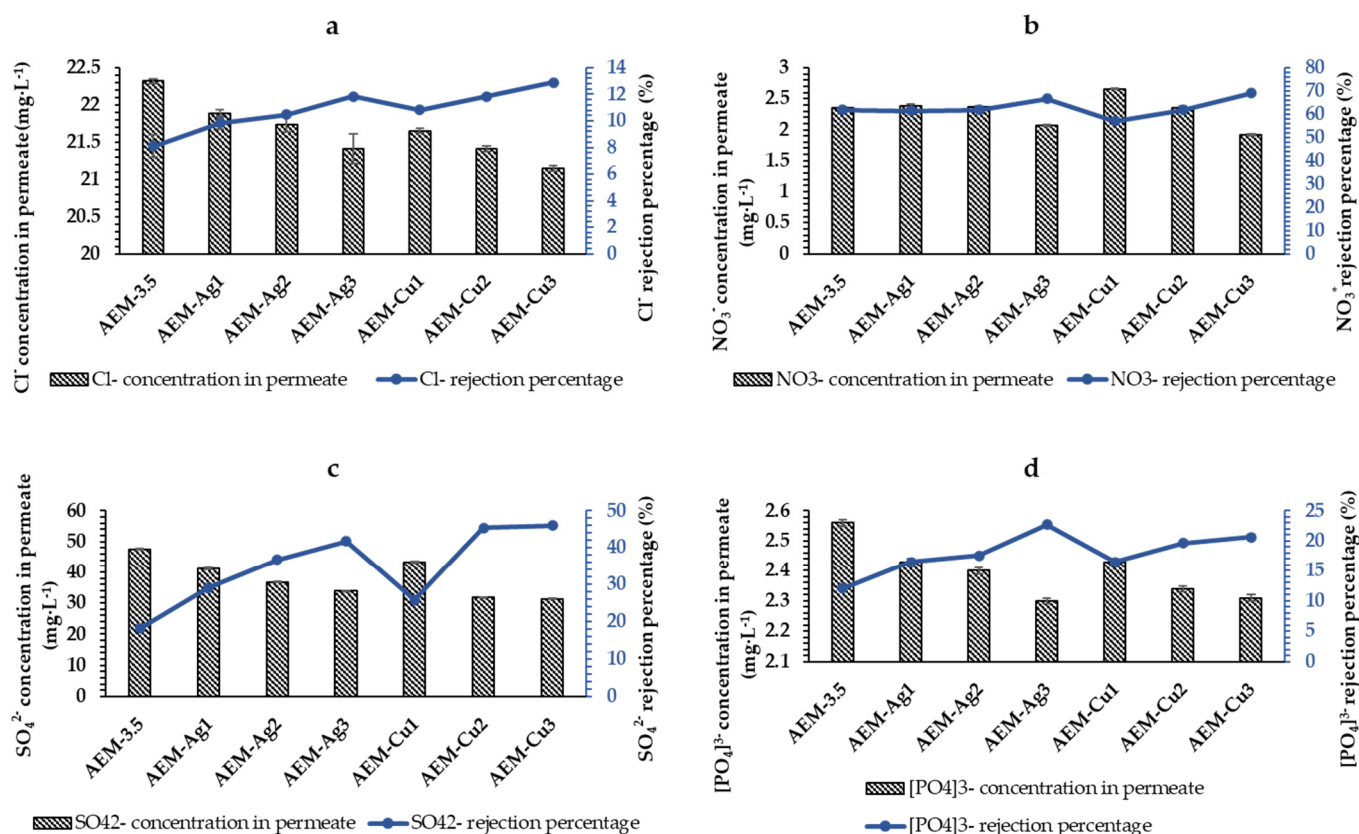 a
Cl⁻ concentration in permeate(mg·L⁻¹)
22.5
22
21.5
21
20.5
20
14
12
10
8
6
4
2
0
Cl⁻ rejection percentage (%)
AEM-3.5
AEM-Ag1
AEM-Ag2
AEM-Ag3
AEM-Cu1
AEM-Cu2
AEM-Cu3
Cl- concentration in permeate
Cl- rejection percentage
b
NO₃⁻ concentration in permeate
(mg·L⁻¹)
3
2.5
2
1.5
1
0.5
0
80
70
60
50
40
30
20
10
0
NO₃* rejection percentage (%)
AEM-3.5
AEM-Ag1
AEM-Ag2
AEM-Ag3
AEM-Cu1
AEM-Cu2
AEM-Cu3
NO3- concentration in permeate
NO3- rejection percentage
c
SO₄²⁻ concentration in permeate
(mg·L⁻¹)
60
50
40
30
20
10
0
50
40
30
20
10
0
SO₄²⁻ rejection percentage (%)
AEM-3.5
AEM-Ag1
AEM-Ag2
AEM-Ag3
AEM-Cu1
AEM-Cu2
AEM-Cu3
SO42- concentration in permeate
SO42- rejection percentage
d
[PO₄]³⁻ concentration in permeate
(mg·L⁻¹)
2.6
2.5
2.4
2.3
2.2
2.1
25
20
15
10
5
0
[PO₄]³⁻ rejection percentage (%)
AEM-3.5
AEM-Ag1
AEM-Ag2
AEM-Ag3
AEM-Cu1
AEM-Cu2
AEM-Cu3
[PO4]3- concentration in permeate
[PO4]3- rejection percentage